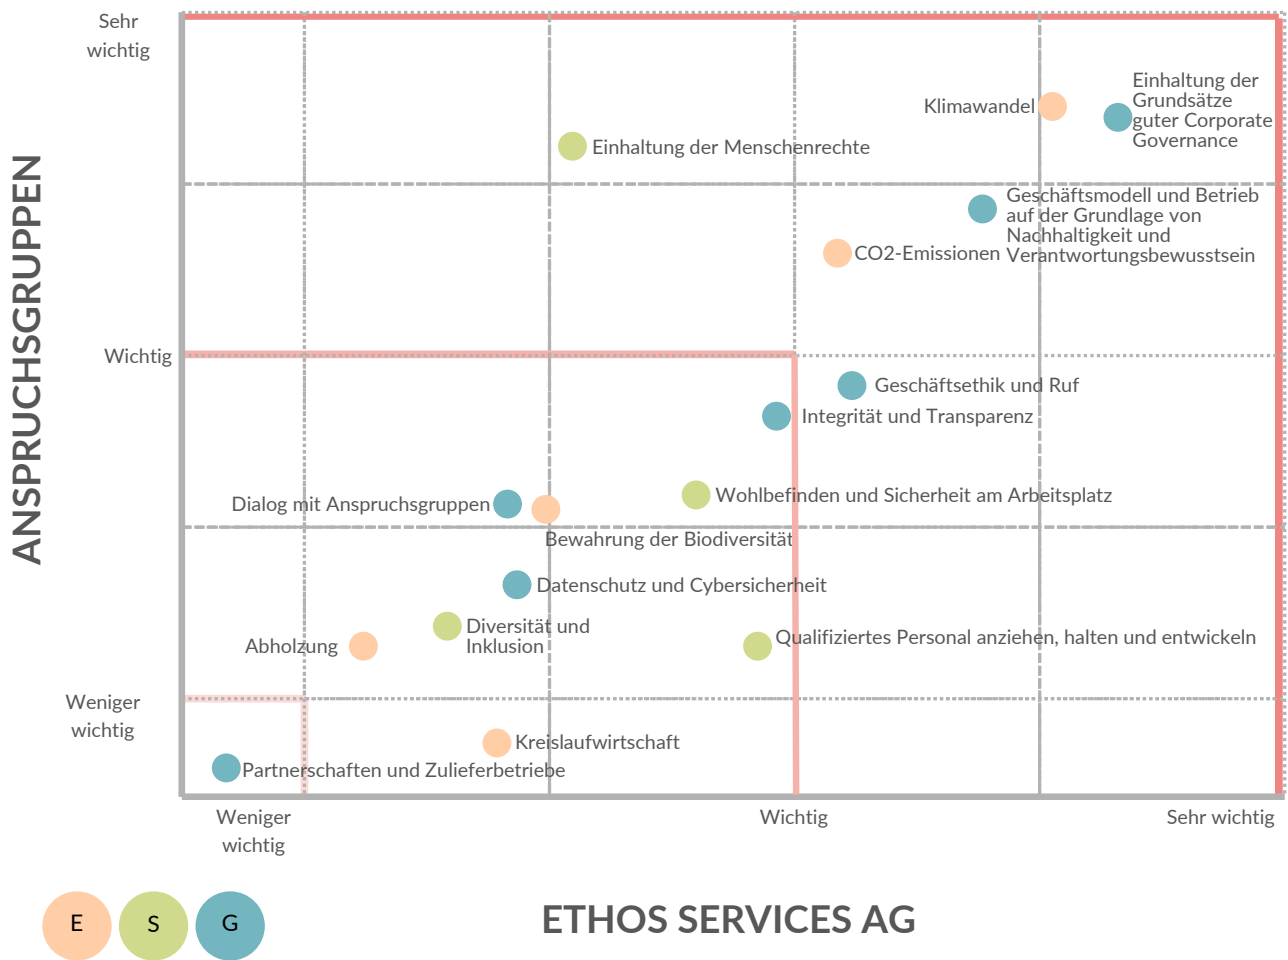 Sehr
wichtig
Klimawandel
Einhaltung der
Grundsätze
guter Corporate
Governance
Einhaltung der Menschenrechte
Geschäftsmodell und Betrieb
auf der Grundlage von
Nachhaltigkeit und
Verantwortungsbewusstsein
CO2-Emissionen
ANSPRUCHSGRUPPEN
Wichtig
Geschäftsethik und Ruf
Integrität und Transparenz
Wohlbefinden und Sicherheit am Arbeitsplatz
Dialog mit Anspruchsgruppen
Bewahrung der Biodiversität
Datenschutz und Cybersicherheit
Diversität und
Inklusion
Qualifiziertes Personal anziehen, halten und entwickeln
Abholzung
Weniger
wichtig
Kreislaufwirtschaft
Partnerschaften und Zulieferbetriebe
Weniger
wichtig
Wichtig
Sehr wichtig
E
S
G
ETHOS SERVICES AG